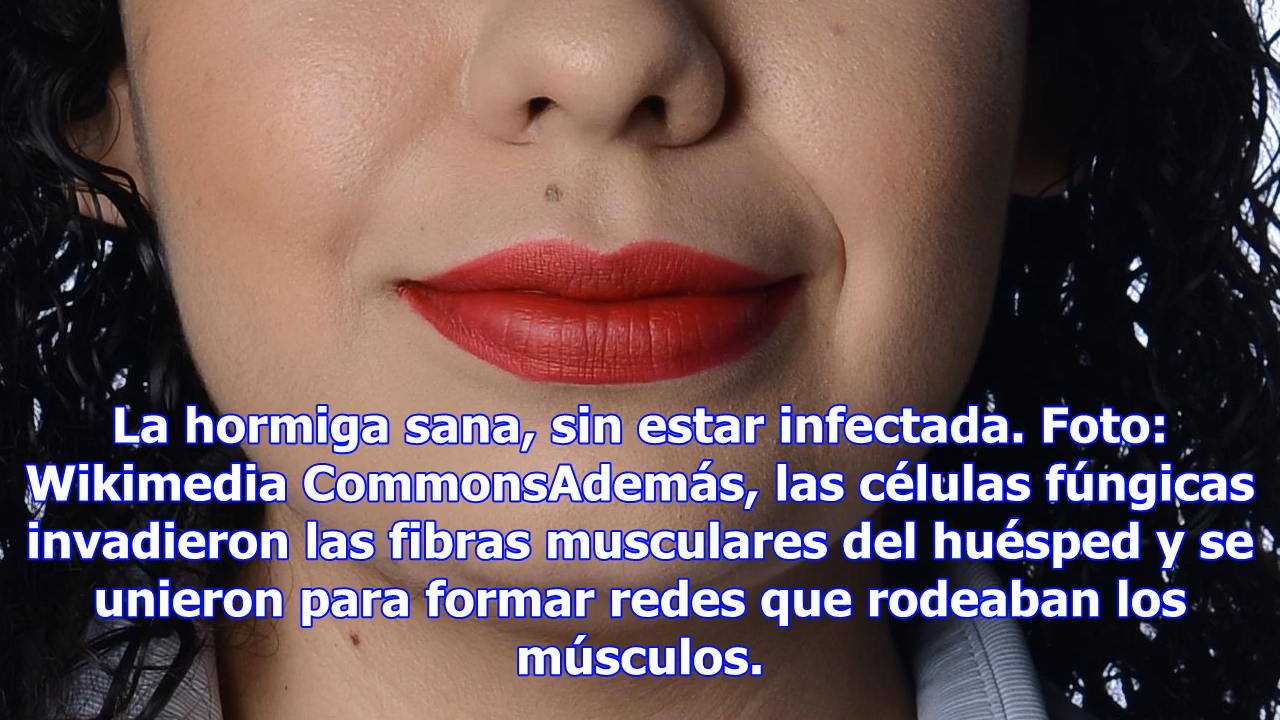 La hormiga sana, sin estar infectada. Foto:
Wikimedia CommonsAdemás, las células fúngicas
invadieron las fibras musculares del huésped y se
unieron para formar redes que rodeaban los
músculos.